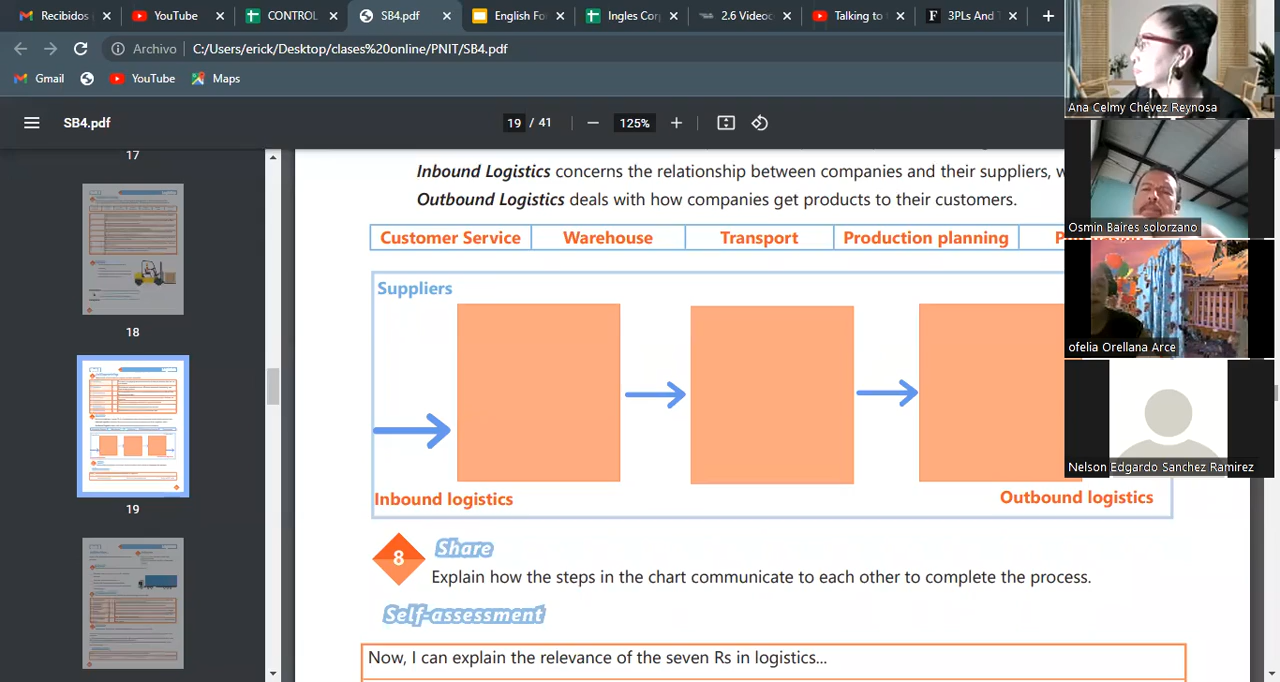 Recibidos
YouTube
CONTROL
SB4.pdf
English Fo
Ingles Cor
2.6 Videoc
Talking to
3PLs And T
Archivo
C:/Users/erick/Desktop/clases%20online/PNIT/SB4.pdf
Gmail
YouTube
Maps
SB4.pdf
19 / 41
125%
17
18
19
Inbound Logistics concerns the relationship between companies and their suppliers, w
Outbound Logistics deals with how companies get products to their customers.
Customer Service
Warehouse
Transport
Production planning
Suppliers
Inbound logistics
Outbound logistics
8
Share
Explain how the steps in the chart communicate to each other to complete the process.
Self-assessment
Now, I can explain the relevance of the seven Rs in logistics...
Ana Celmy Chévez Reynosa
Osmin Baires solorzano
ofelia Orellana Arce
Nelson Edgardo Sanchez Ramirez